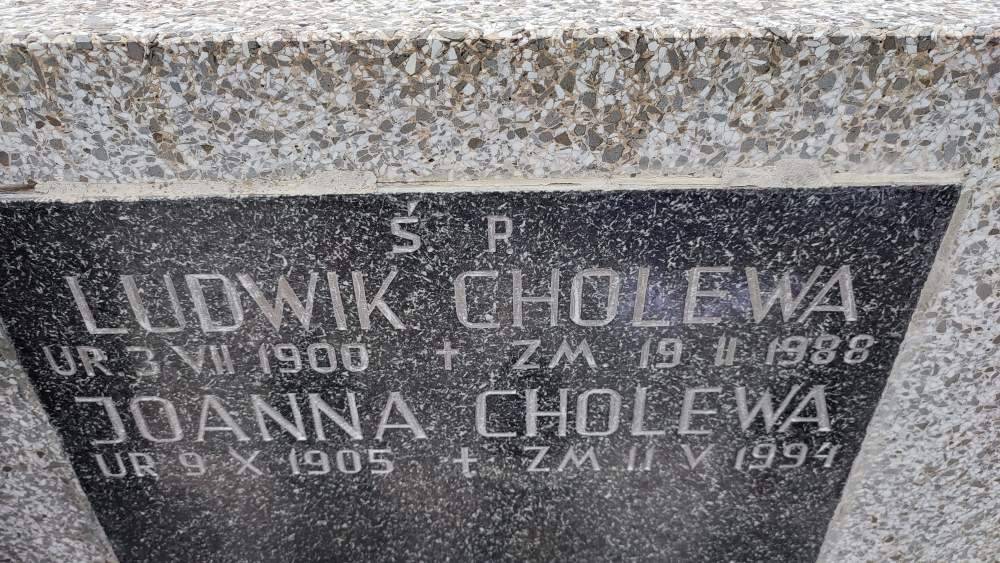 Ś P
LUDWIK CHOLEWA
UR 3 VII 1900 + ZM 19 II 1988
JOANNA CHOLEWA
UR 9 X 1905 + ZM 11 V 1994